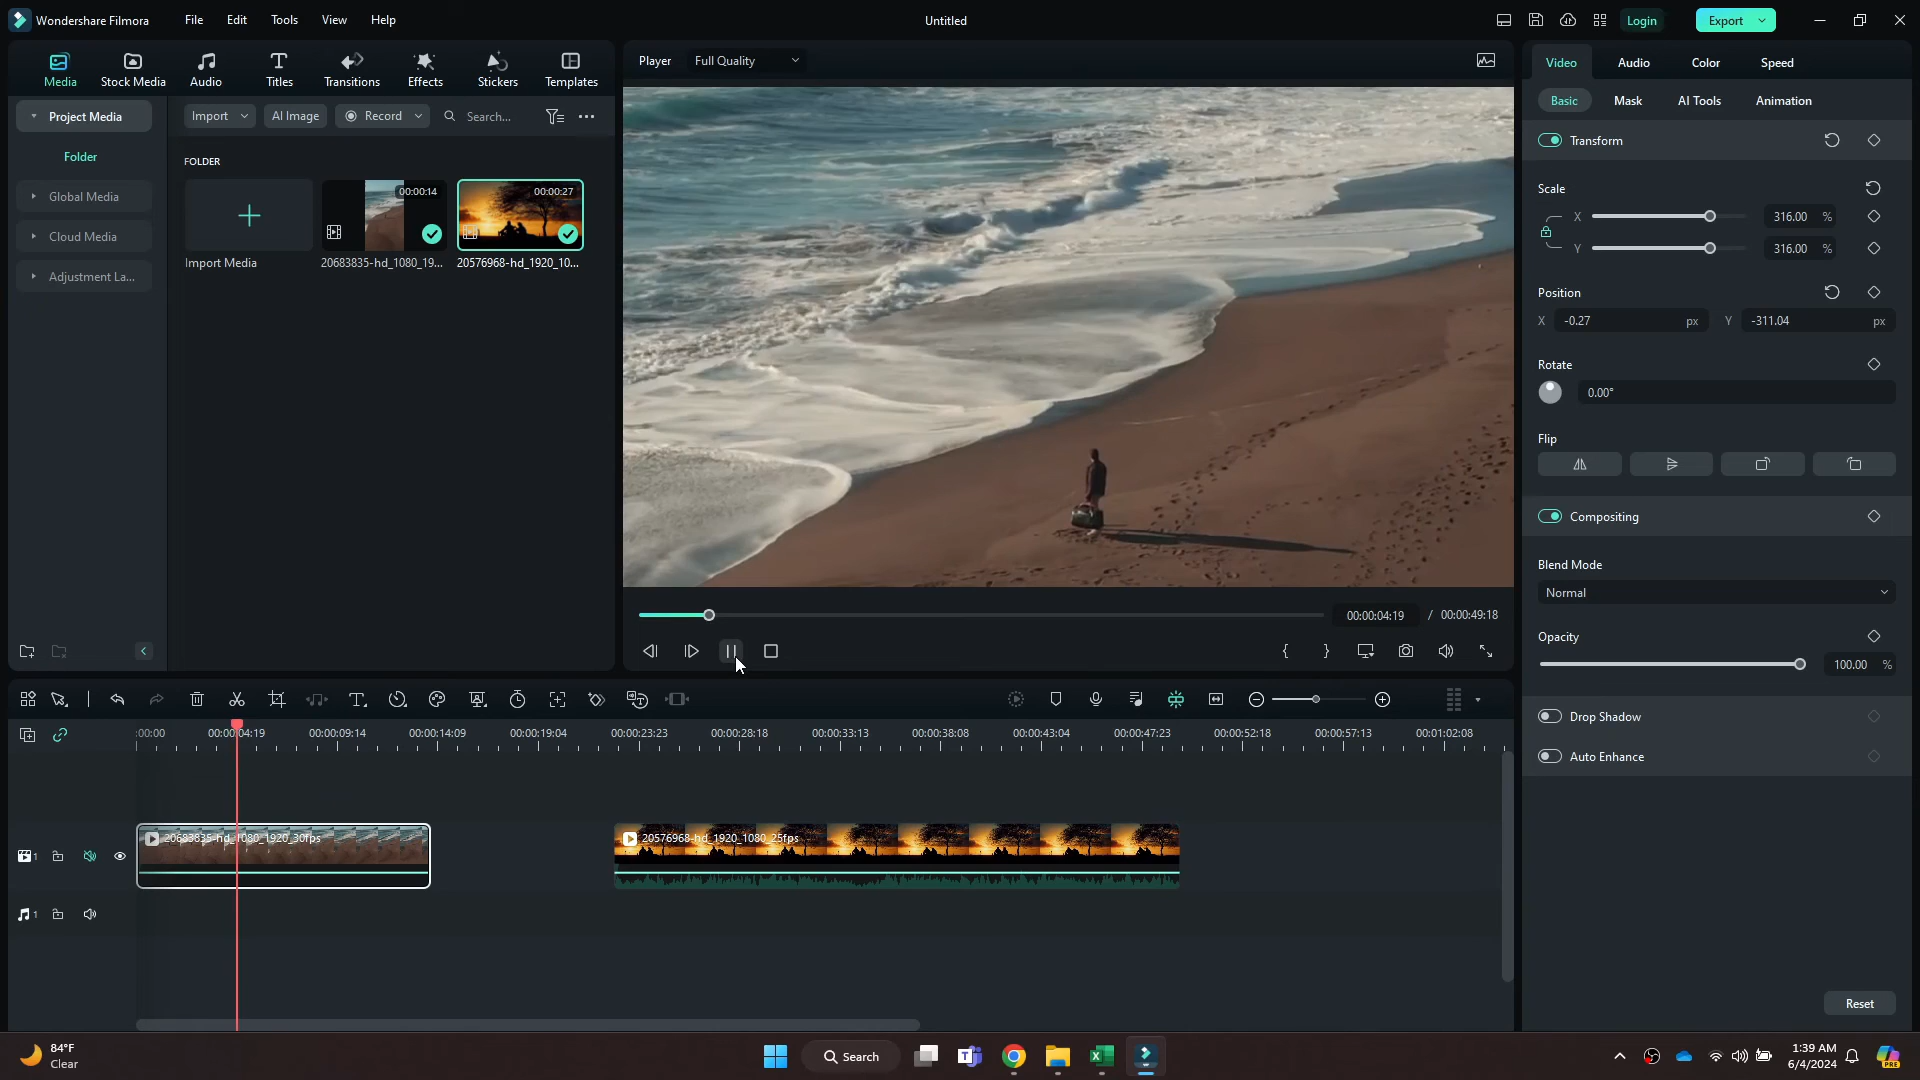 Wondershare Filmora File Edit Tools View Help Untitled Login Export
Media Stock Media Audio Titles Transitions Effects Stickers Templates
Player Full Quality
Video Audio Color Speed
Project Media
Import AI Image Record Search...
Basic Mask AI Tools Animation
Folder
FOLDER
Transform
Global Media
00:00:14
00:00:27
Scale
X 316.00 %
Cloud Media
Y 316.00 %
Import Media
20683835-hd_1080_19...
20576968-hd_1920_10...
Adjustment La...
Position
X -0.27 px Y -311.04 px
Rotate
0.00°
Flip
Compositing
Blend Mode
Normal
00:00:04:19 / 00:00:49:18
Opacity
100.00 %
Drop Shadow
:00:00 00:00:04:19 00:00:09:14 00:00:14:09 00:00:19:04 00:00:23:23 00:00:28:18 00:00:33:13 00:00:38:08 00:00:43:04 00:00:47:23 00:00:52:18 00:00:57:13 00:01:02:08
Auto Enhance
20683835-hd_1080_1920_30fps
20576968-hd_1920_1080_25fps
1
1
Reset
84°F
Clear
Search
1:39 AM
6/4/2024
PRE